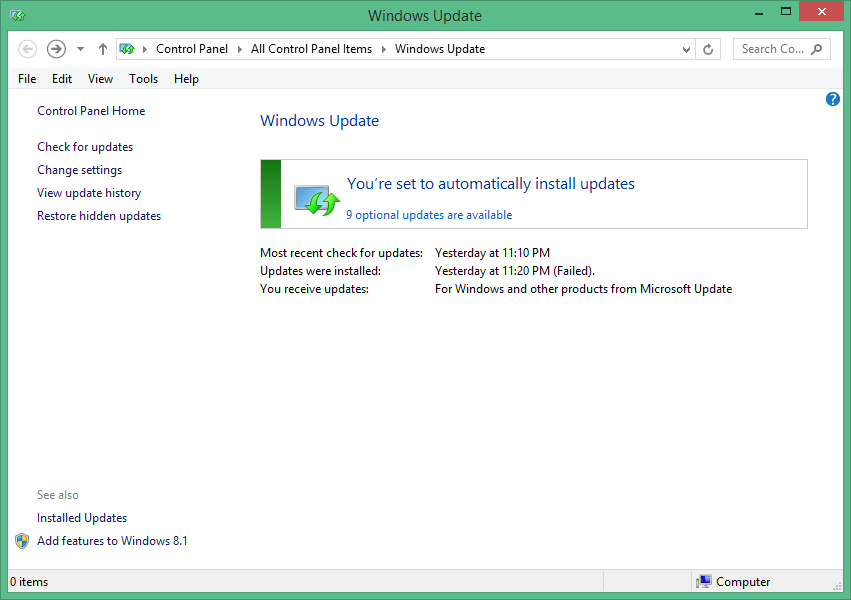 Windows Update
Control Panel All Control Panel Items Windows Update Search Co...
File Edit View Tools Help
Control Panel Home
Check for updates
Change settings
View update history
Restore hidden updates
Windows Update
You're set to automatically install updates
9 optional updates are available
Most recent check for updates: Yesterday at 11:10 PM
Updates were installed: Yesterday at 11:20 PM (Failed).
You receive updates: For Windows and other products from Microsoft Update
See also
Installed Updates
Add features to Windows 8.1
0 items Computer